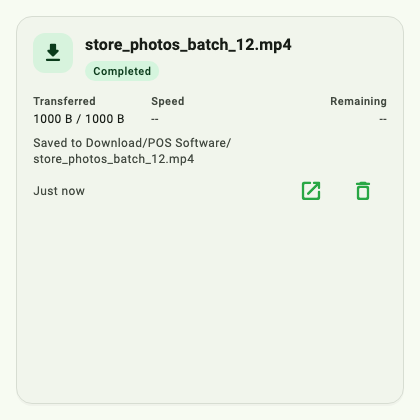 store_photos_batch_12.mp4
Completed
Transferred Speed Remaining
1000 B / 1000 B -- --
Saved to Download/POS Software/
store_photos_batch_12.mp4
Just now